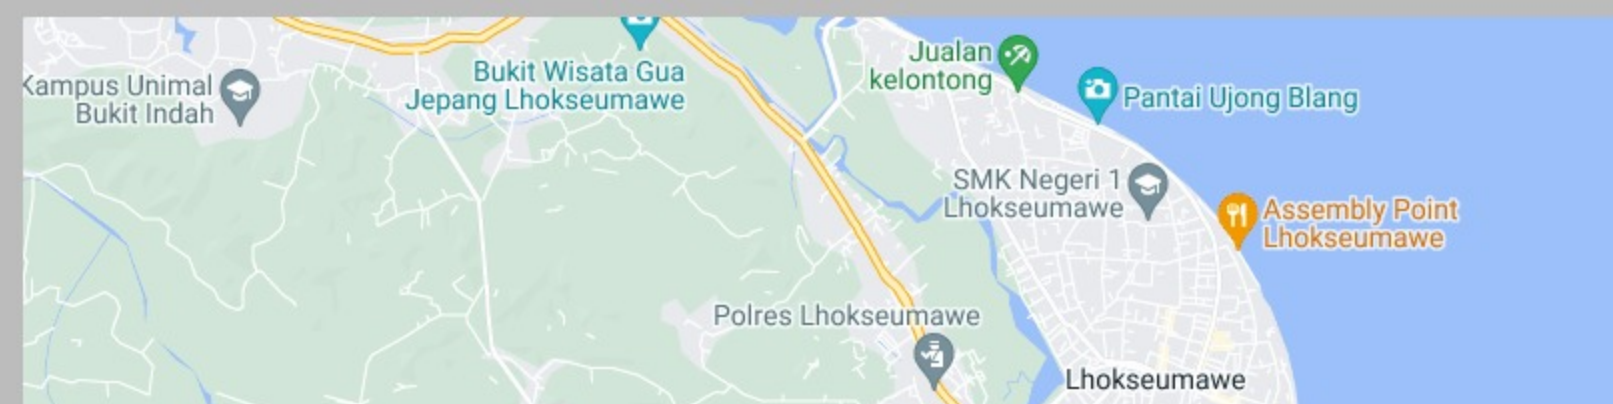 Jualan
kelontong
Bukit Wisata Gua
Jepang Lhokseumawe
Kampus Unimal
Bukit Indah
Pantai Ujong Blang
SMK Negeri 1
Lhokseumawe
Assembly Point
Lhokseumawe
Polres Lhokseumawe
Lhokseumawe